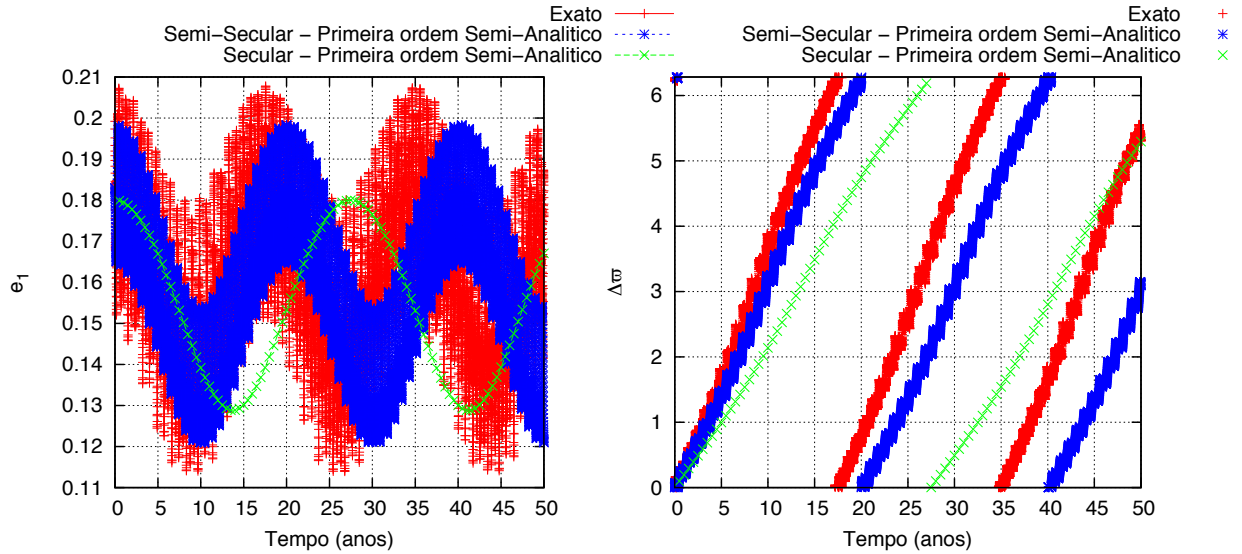 Exato
Semi-Secular - Primeira ordem Semi-Analitico
Secular - Primeira ordem Semi-Analitico
0.21
0.2
0.19
0.18
0.17
0.16
0.15
0.14
0.13
0.12
0.11
e1
0 5 10 15 20 25 30 35 40 45 50
Tempo (anos)
Exato
Semi-Secular - Primeira ordem Semi-Analitico
Secular - Primeira ordem Semi-Analitico
6
5
4
3
2
1
0
Δϖ
0 5 10 15 20 25 30 35 40 45 50
Tempo (anos)